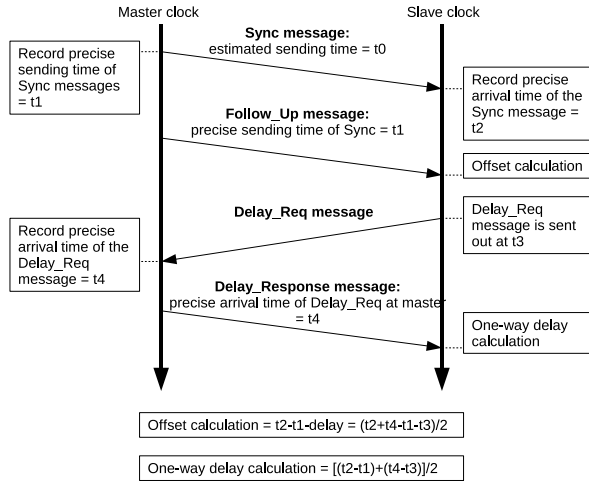 Master clock
Slave clock
Sync message:
estimated sending time = t0
Record precise
sending time of
Sync messages
= t1
Record precise
arrival time of the
Sync message =
t2
Follow_Up message:
precise sending time of Sync = t1
Offset calculation
Delay_Req message
Delay_Req
message is sent
out at t3
Record precise
arrival time of the
Delay_Req
message = t4
Delay_Response message:
precise arrival time of Delay_Req at master
= t4
One-way delay
calculation
Offset calculation = t2-t1-delay = (t2+t4-t1-t3)/2
One-way delay calculation = [(t2-t1)+(t4-t3)]/2